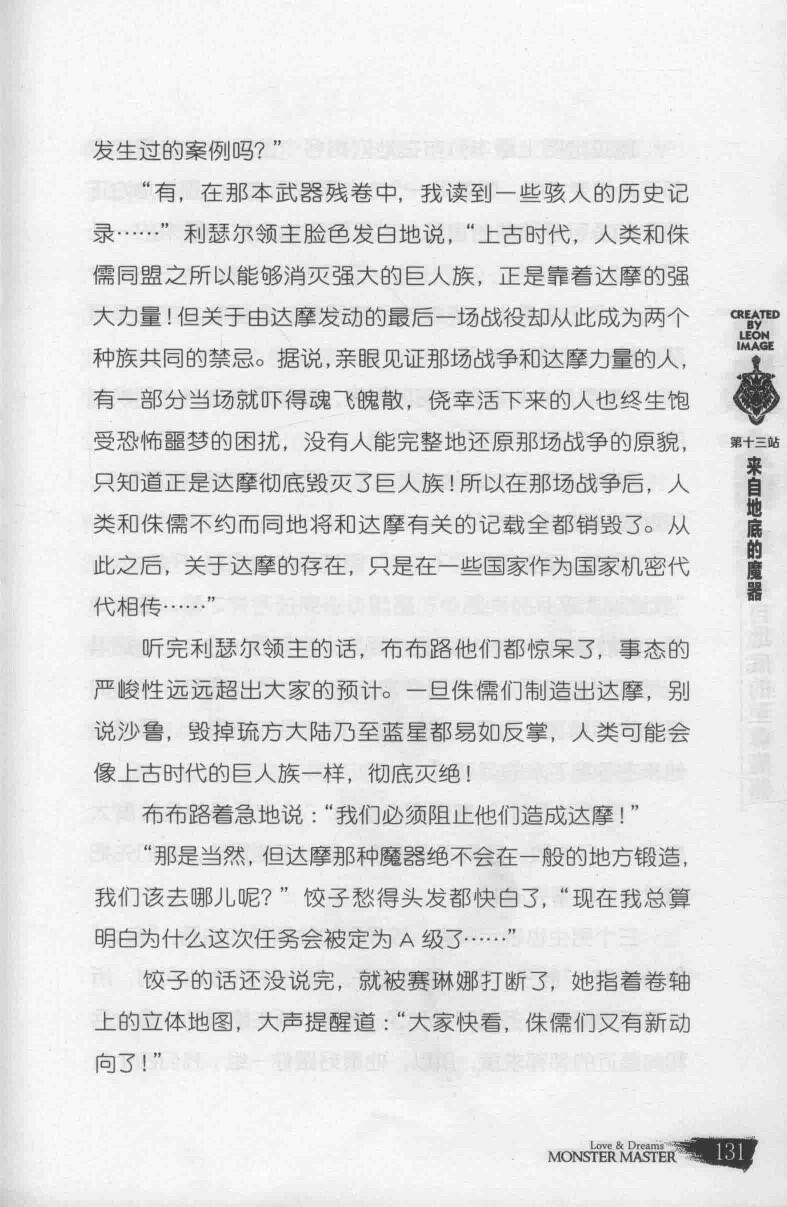 发生过的案例吗？”
“有，在那本武器残卷中，我读到一些骇人的历史记
录……”利瑟尔领主脸色发白地说，“上古时代，人类和侏
儒同盟之所以能够消灭强大的巨人族，正是靠着达摩的强
大力量！但关于由达摩发动的最后一场战役却从此成为两个
种族共同的禁忌。据说，亲眼见证那场战争和达摩力量的人，
有一部分当场就吓得魂飞魄散，侥幸活下来的人也终生饱
受恐怖噩梦的困扰，没有人能完整地还原那场战争的原貌，
只知道正是达摩彻底毁灭了巨人族！所以在那场战争后，人
类和侏儒不约而同地将和达摩有关的记载全都销毁了。从
此之后，关于达摩的存在，只是在一些国家作为国家机密代
代相传……”
听完利瑟尔领主的话，布布路他们都惊呆了，事态的
严峻性远远超出大家的预计。一旦侏儒们制造出达摩，别
说沙鲁，毁掉琉方大陆乃至蓝星都易如反掌，人类可能会
像上古时代的巨人族一样，彻底灭绝！
布布路着急地说：“我们必须阻止他们造成达摩！”
“那是当然，但达摩那种魔器绝不会在一般的地方锻造，
我们该去哪儿呢？”饺子愁得头发都快白了，“现在我总算
明白为什么这次任务会被定为 A 级了……”
饺子的话还没说完，就被赛琳娜打断了，她指着卷轴
上的立体地图，大声提醒道：“大家快看，侏儒们又有新动
向了！”
CREATED
BY
LEON
IMAGE
第十三站
来自地底的魔器
Love & Dreams
MONSTER MASTER 131